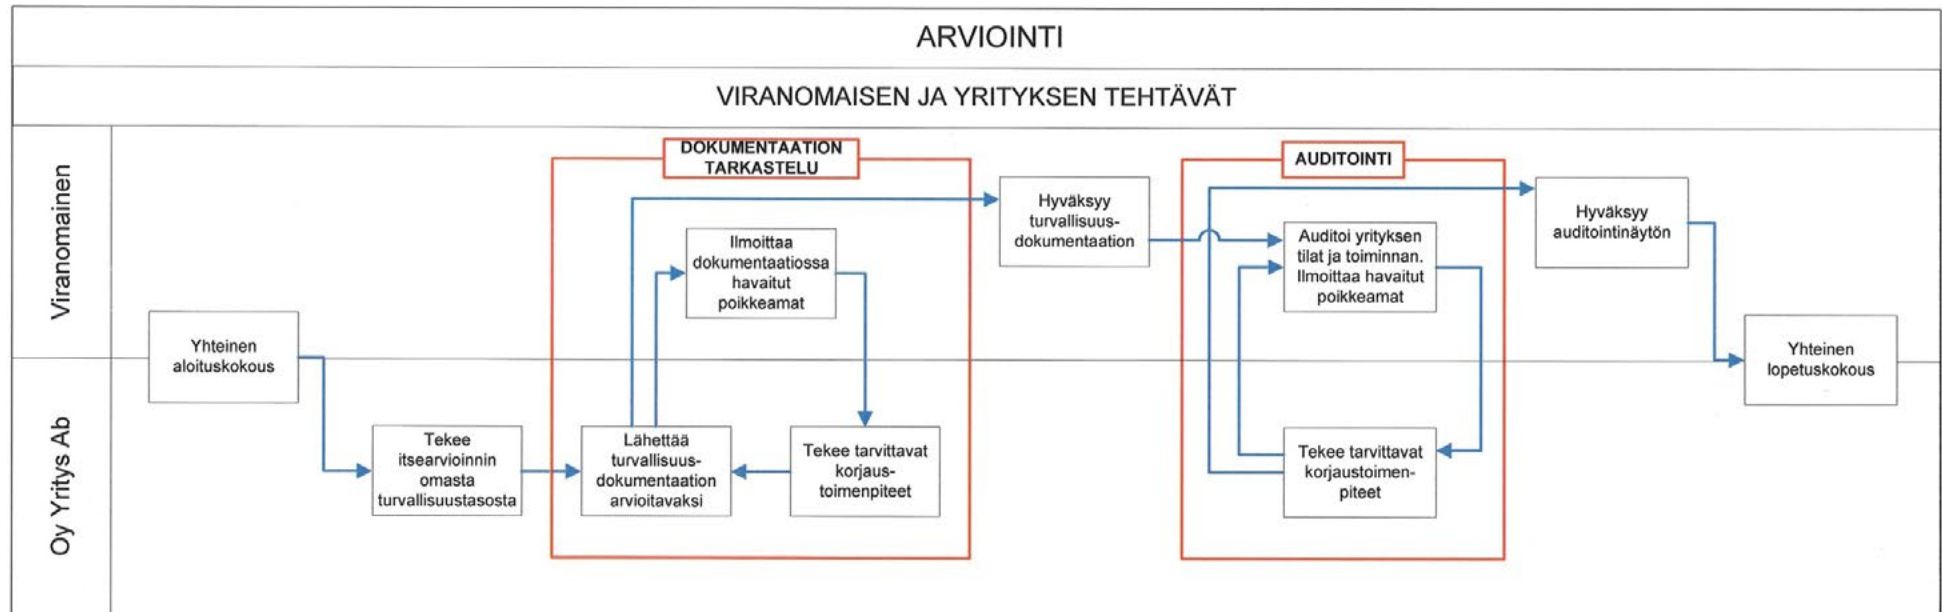 ARVIOINTI
VIRANOMAISEN JA YRITYKSEN TEHTÄVÄT
Viranomainen
Oy Yritys Ab
Yhteinen
aloituskokous
Tekee
itsearvioinnin
omasta
turvallisuustasosta
DOKUMENTAATION
TARKASTELU
Lähettää
turvallisuus-
dokumentaation
arvioitavaksi
Ilmoittaa
dokumentaatiossa
havaitut
poikkeamat
Tekee tarvittavat
korjaus-
toimenpiteet
Hyväksyy
turvallisuus-
dokumentaation
AUDITOINTI
Auditoi yrityksen
tilat ja toiminnan.
Ilmoittaa havaitut
poikkeamat
Tekee tarvittavat
korjaustoimen-
piteet
Hyväksyy
auditointinäytön
Yhteinen
lopetuskokous